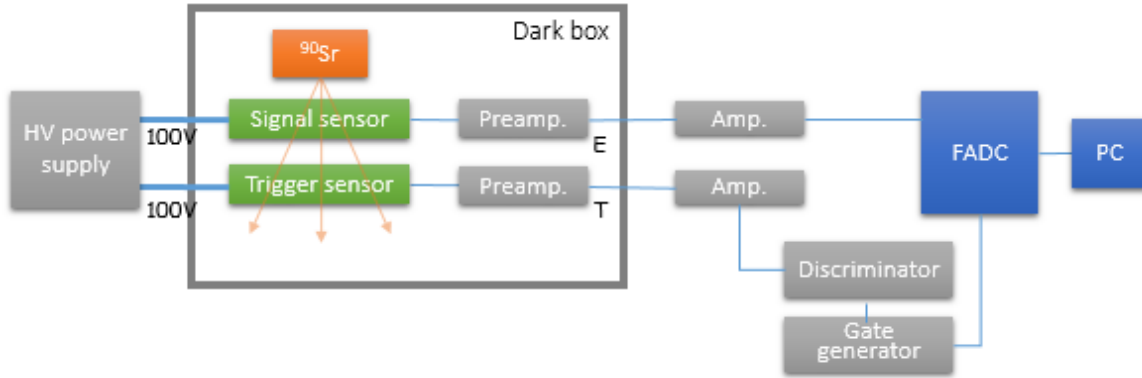 Dark box
⁹⁰Sr
HV power
supply
100V
100V
Signal sensor
Trigger sensor
Preamp.
Preamp.
E
T
Amp.
Amp.
Discriminator
Gate
generator
FADC
PC